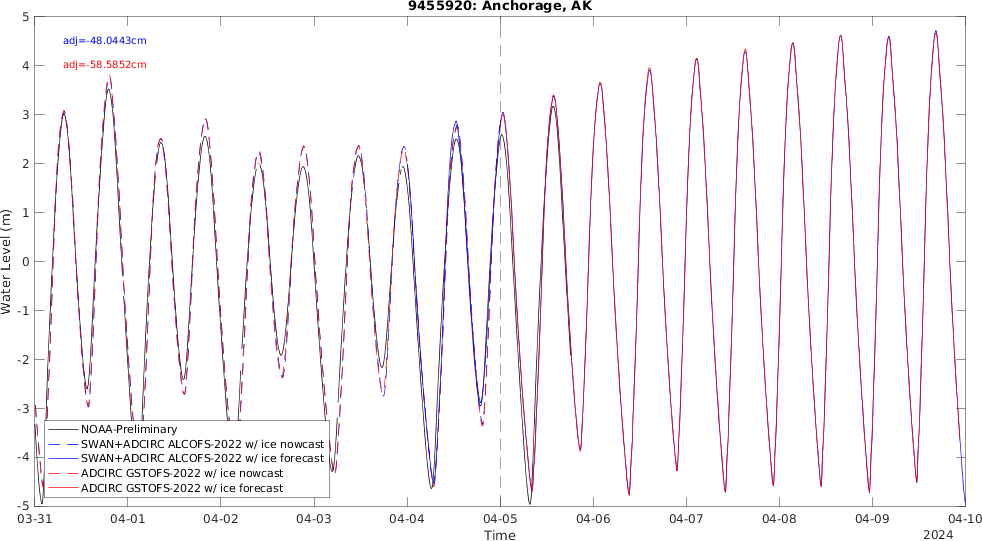 9455920: Anchorage, AK
adj=-48.0443cm
adj=-58.5852cm
5
4
3
2
1
0
-1
-2
-3
-4
-5
Water Level (m)
NOAA-Preliminary
SWAN+ADCIRC ALCOFS-2022 w/ ice nowcast
SWAN+ADCIRC ALCOFS-2022 w/ ice forecast
ADCIRC GSTOFS-2022 w/ ice nowcast
ADCIRC GSTOFS-2022 w/ ice forecast
03-31 04-01 04-02 04-03 04-04 04-05 04-06 04-07 04-08 04-09 04-10
Time
2024